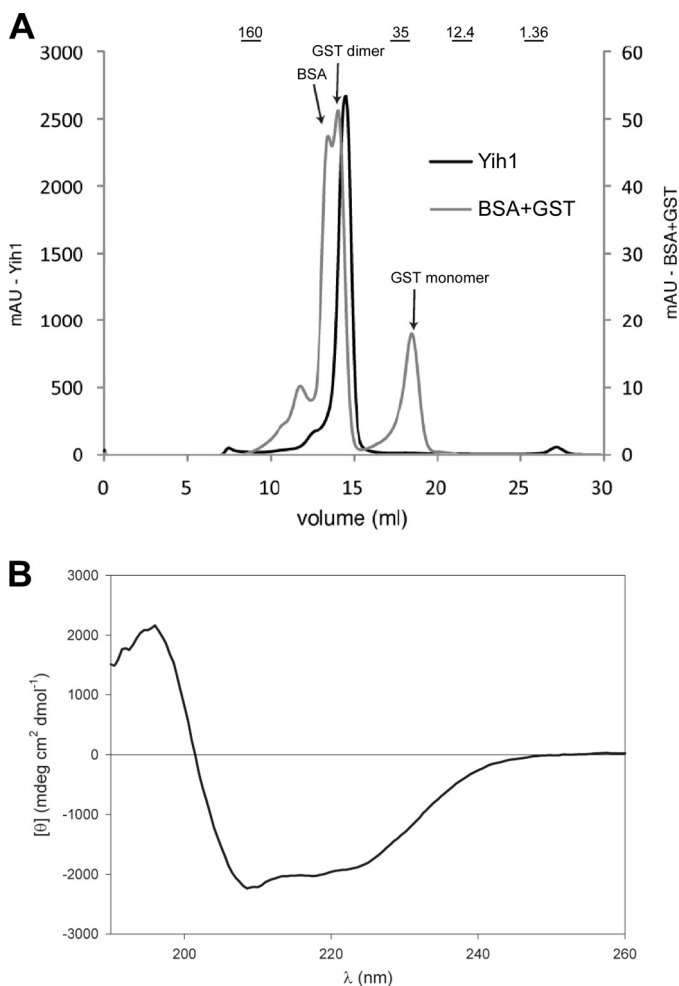 A
160 35 12.4 1.36
3000 60
GST dimer
BSA
2500 50
Yih1
2000 40
BSA+GST
mAU - Yih1
mAU - BSA+GST
1500 30
GST monomer
1000 20
500 10
0 0
0 5 10 15 20 25 30
volume (ml)
B
3000
2000
1000
0
-1000
-2000
-3000
[θ] (mdeg cm² dmol⁻¹)
200 220 240 260
λ (nm)